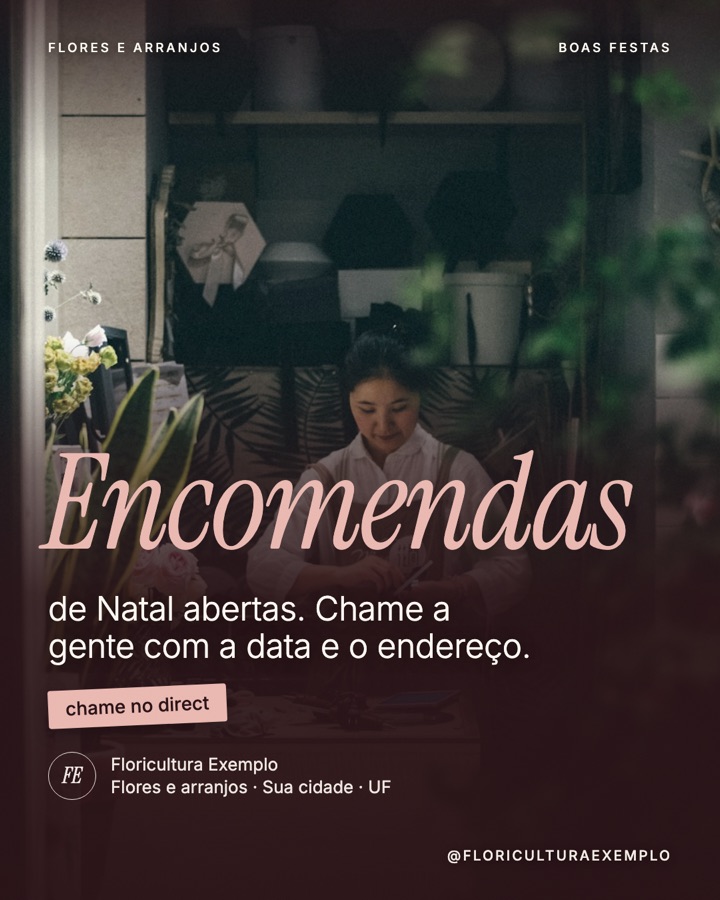 FLORES E ARRANJOS
BOAS FESTAS
Encomendas
de Natal abertas. Chame a
gente com a data e o endereço.
chame no direct
FE
Floricultura Exemplo
Flores e arranjos · Sua cidade · UF
@FLORICULTURAEXEMPLO